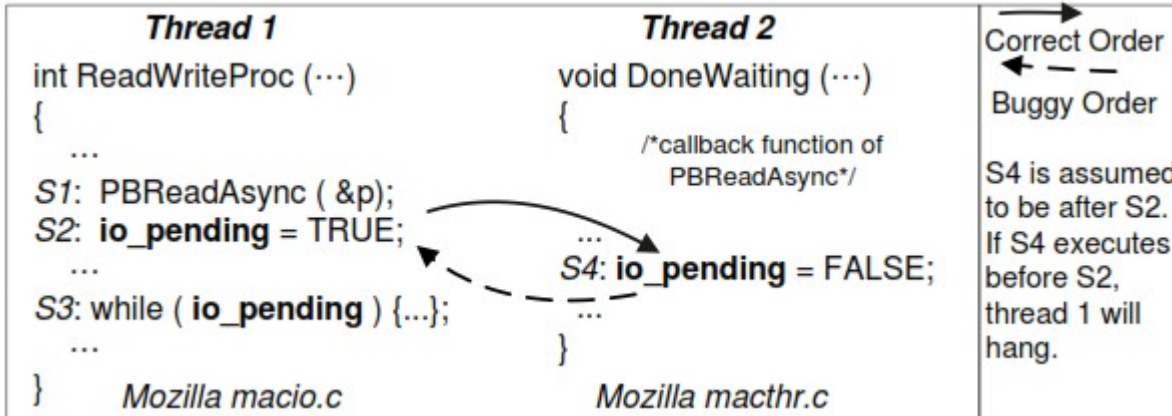 Thread 1
int ReadWriteProc (···)
{
...
S1: PBReadAsync ( &p);
S2: io_pending = TRUE;
...
S3: while ( io_pending ) {...};
...
}
Mozilla macio.c
Thread 2
void DoneWaiting (···)
{
/*callback function of
PBReadAsync*/
...
S4: io_pending = FALSE;
...
}
Mozilla macthr.c
Correct Order
Buggy Order
S4 is assumed
to be after S2.
If S4 executes
before S2,
thread 1 will
hang.